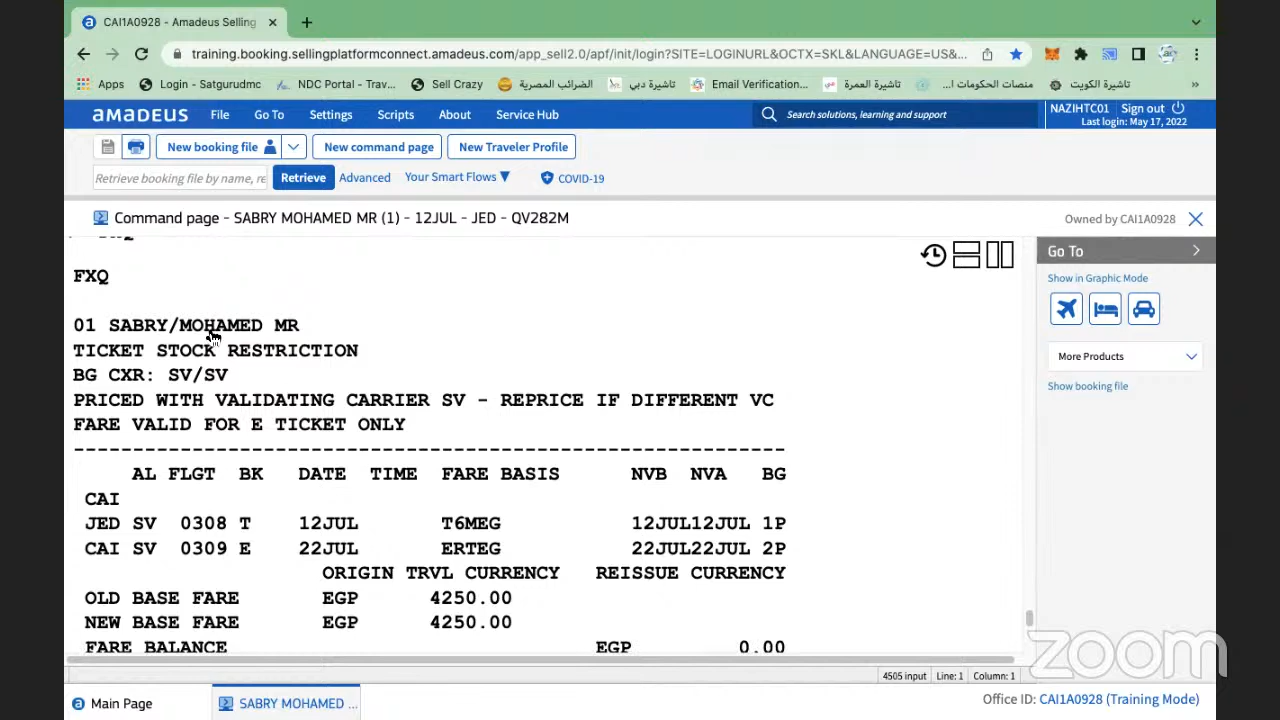 CAI1A0928 - Amadeus Selling
training.booking.sellingplatformconnect.amadeus.com/app_sell2.0/apf/init/login?SITE=LOGINURL&OCTX=SKL&LANGUAGE=US&...
Apps Login - Satgurudmc NDC Portal - Trav... Sell Crazy الضرائب المصرية تاشيرة دبي Email Verification... تاشيرة العمرة منصات الحكومات ا... تاشيرة الكويت »
amadeus File Go To Settings Scripts About Service Hub Search solutions, learning and support NAZIHTC01 Sign out
Last login: May 17, 2022
New booking file New command page New Traveler Profile
Retrieve booking file by name, re Retrieve Advanced Your Smart Flows COVID-19
Command page - SABRY MOHAMED MR (1) - 12JUL - JED - QV282M Owned by CAI1A0928
FXQ
01 SABRY/MOHAMED MR
TICKET STOCK RESTRICTION
BG CXR: SV/SV
PRICED WITH VALIDATING CARRIER SV - REPRICE IF DIFFERENT VC
FARE VALID FOR E TICKET ONLY
------------------------------------------------------------
AL FLGT BK DATE TIME FARE BASIS NVB NVA BG
CAI
JED SV 0308 T 12JUL T6MEG 12JUL12JUL 1P
CAI SV 0309 E 22JUL ERTEG 22JUL22JUL 2P
ORIGIN TRVL CURRENCY REISSUE CURRENCY
OLD BASE FARE EGP 4250.00
NEW BASE FARE EGP 4250.00
FARE BALANCE EGP 0.00
Go To
Show in Graphic Mode
More Products
Show booking file
zoom
4505 input Line: 1 Column: 1
Main Page SABRY MOHAMED ... Office ID: CAI1A0928 (Training Mode)